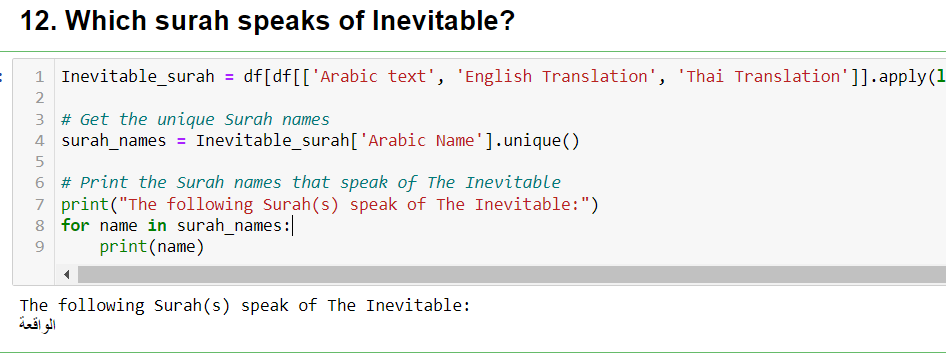 12. Which surah speaks of Inevitable?
1 Inevitable_surah = df[df[['Arabic text', 'English Translation', 'Thai Translation']].apply(l
2
3 # Get the unique Surah names
4 surah_names = Inevitable_surah['Arabic Name'].unique()
5
6 # Print the Surah names that speak of The Inevitable
7 print("The following Surah(s) speak of The Inevitable:")
8 for name in surah_names:
9     print(name)
The following Surah(s) speak of The Inevitable:
الواقعة